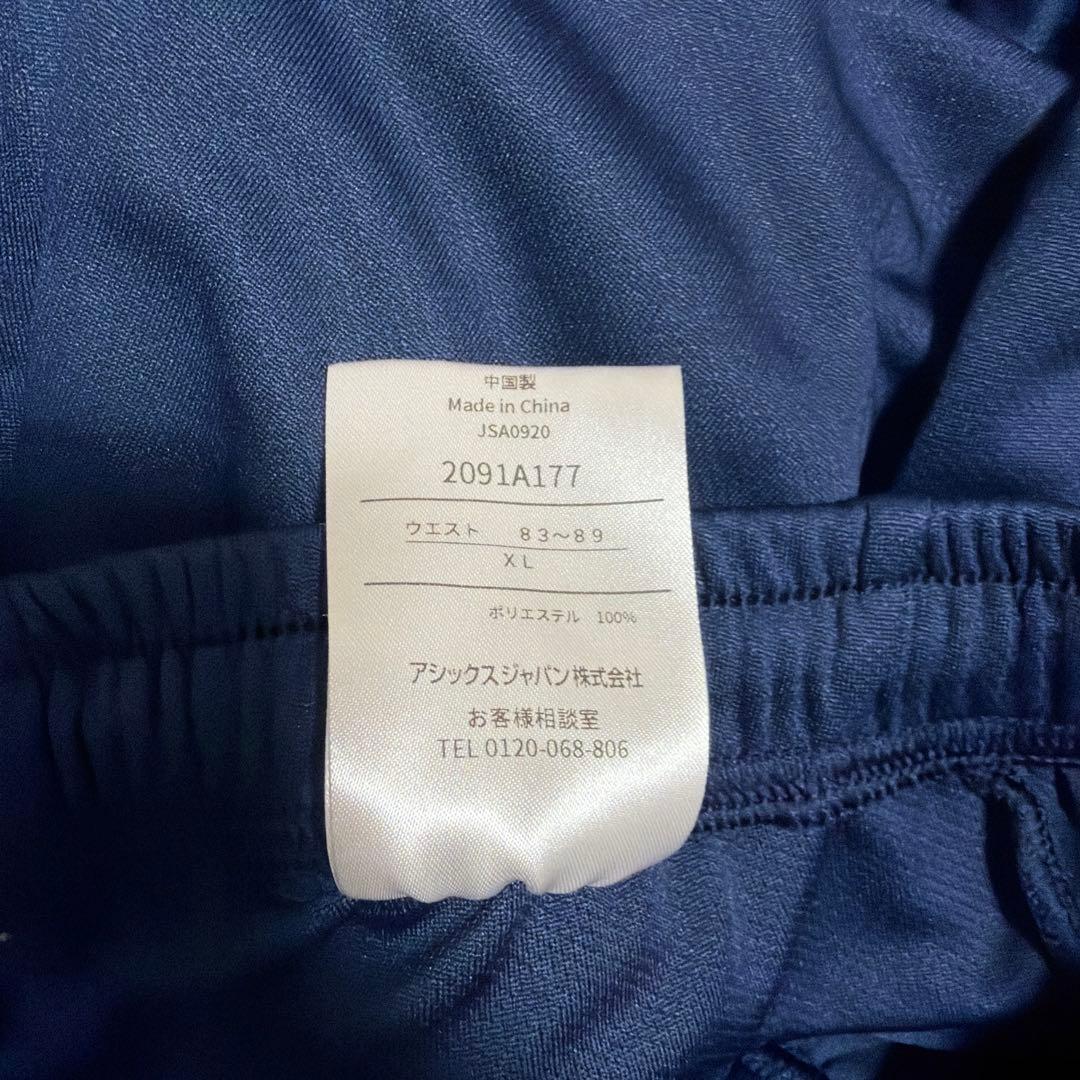 中国製
Made in China
JSA0920
2091A177
ウエスト　８３～８９
ＸＬ
ポリエステル　100%
アシックスジャパン株式会社
お客様相談室
TEL 0120-068-806